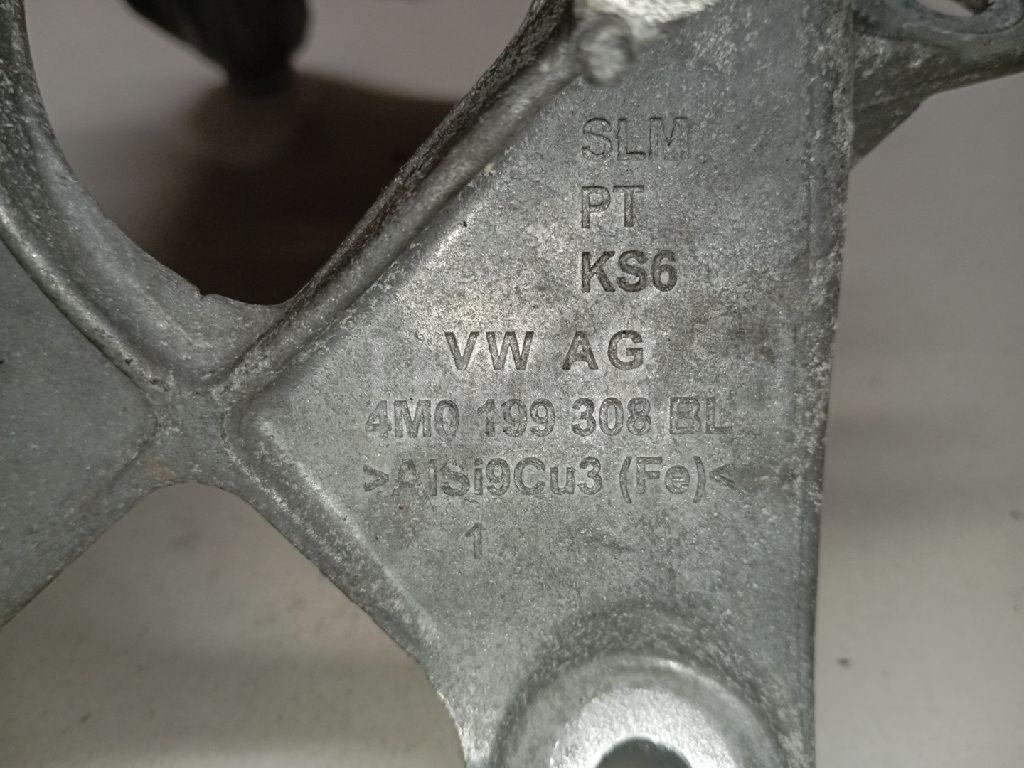 SLM
PT
KS6
VW AG
4M0 199 308 BL
>AlSi9Cu3 (Fe)<
1